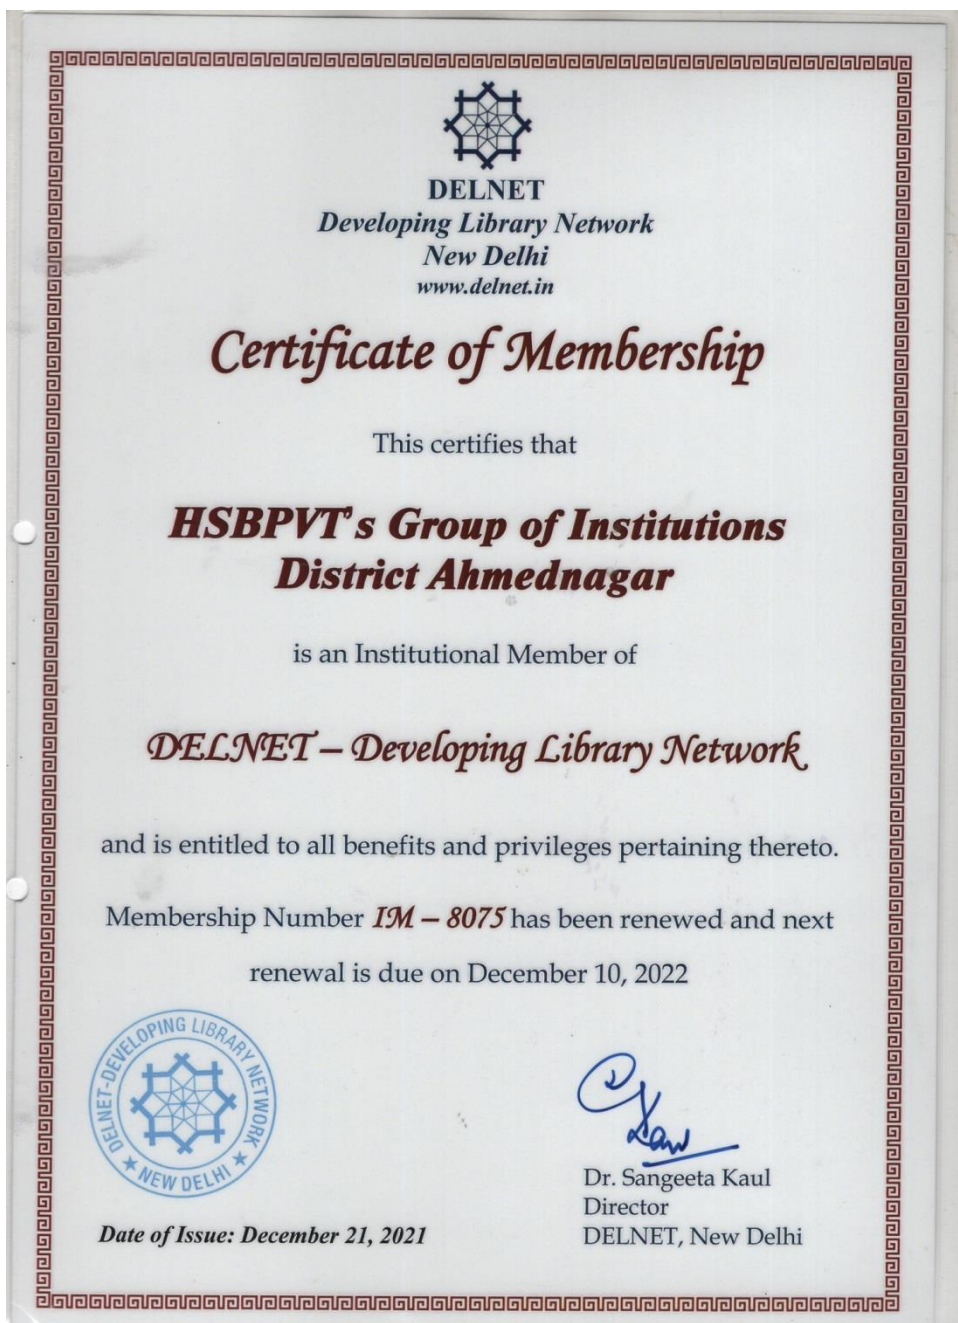 DELNET
Developing Library Network
New Delhi
www.delnet.in
Certificate of Membership
This certifies that
HSBPVT's Group of Institutions
District Ahmednagar
is an Institutional Member of
DELNET – Developing Library Network
and is entitled to all benefits and privileges pertaining thereto.
Membership Number IM – 8075 has been renewed and next
renewal is due on December 10, 2022
DELNET-DEVELOPING LIBRARY NETWORK
★ NEW DELHI ★
Dr. Sangeeta Kaul
Director
DELNET, New Delhi
Date of Issue: December 21, 2021